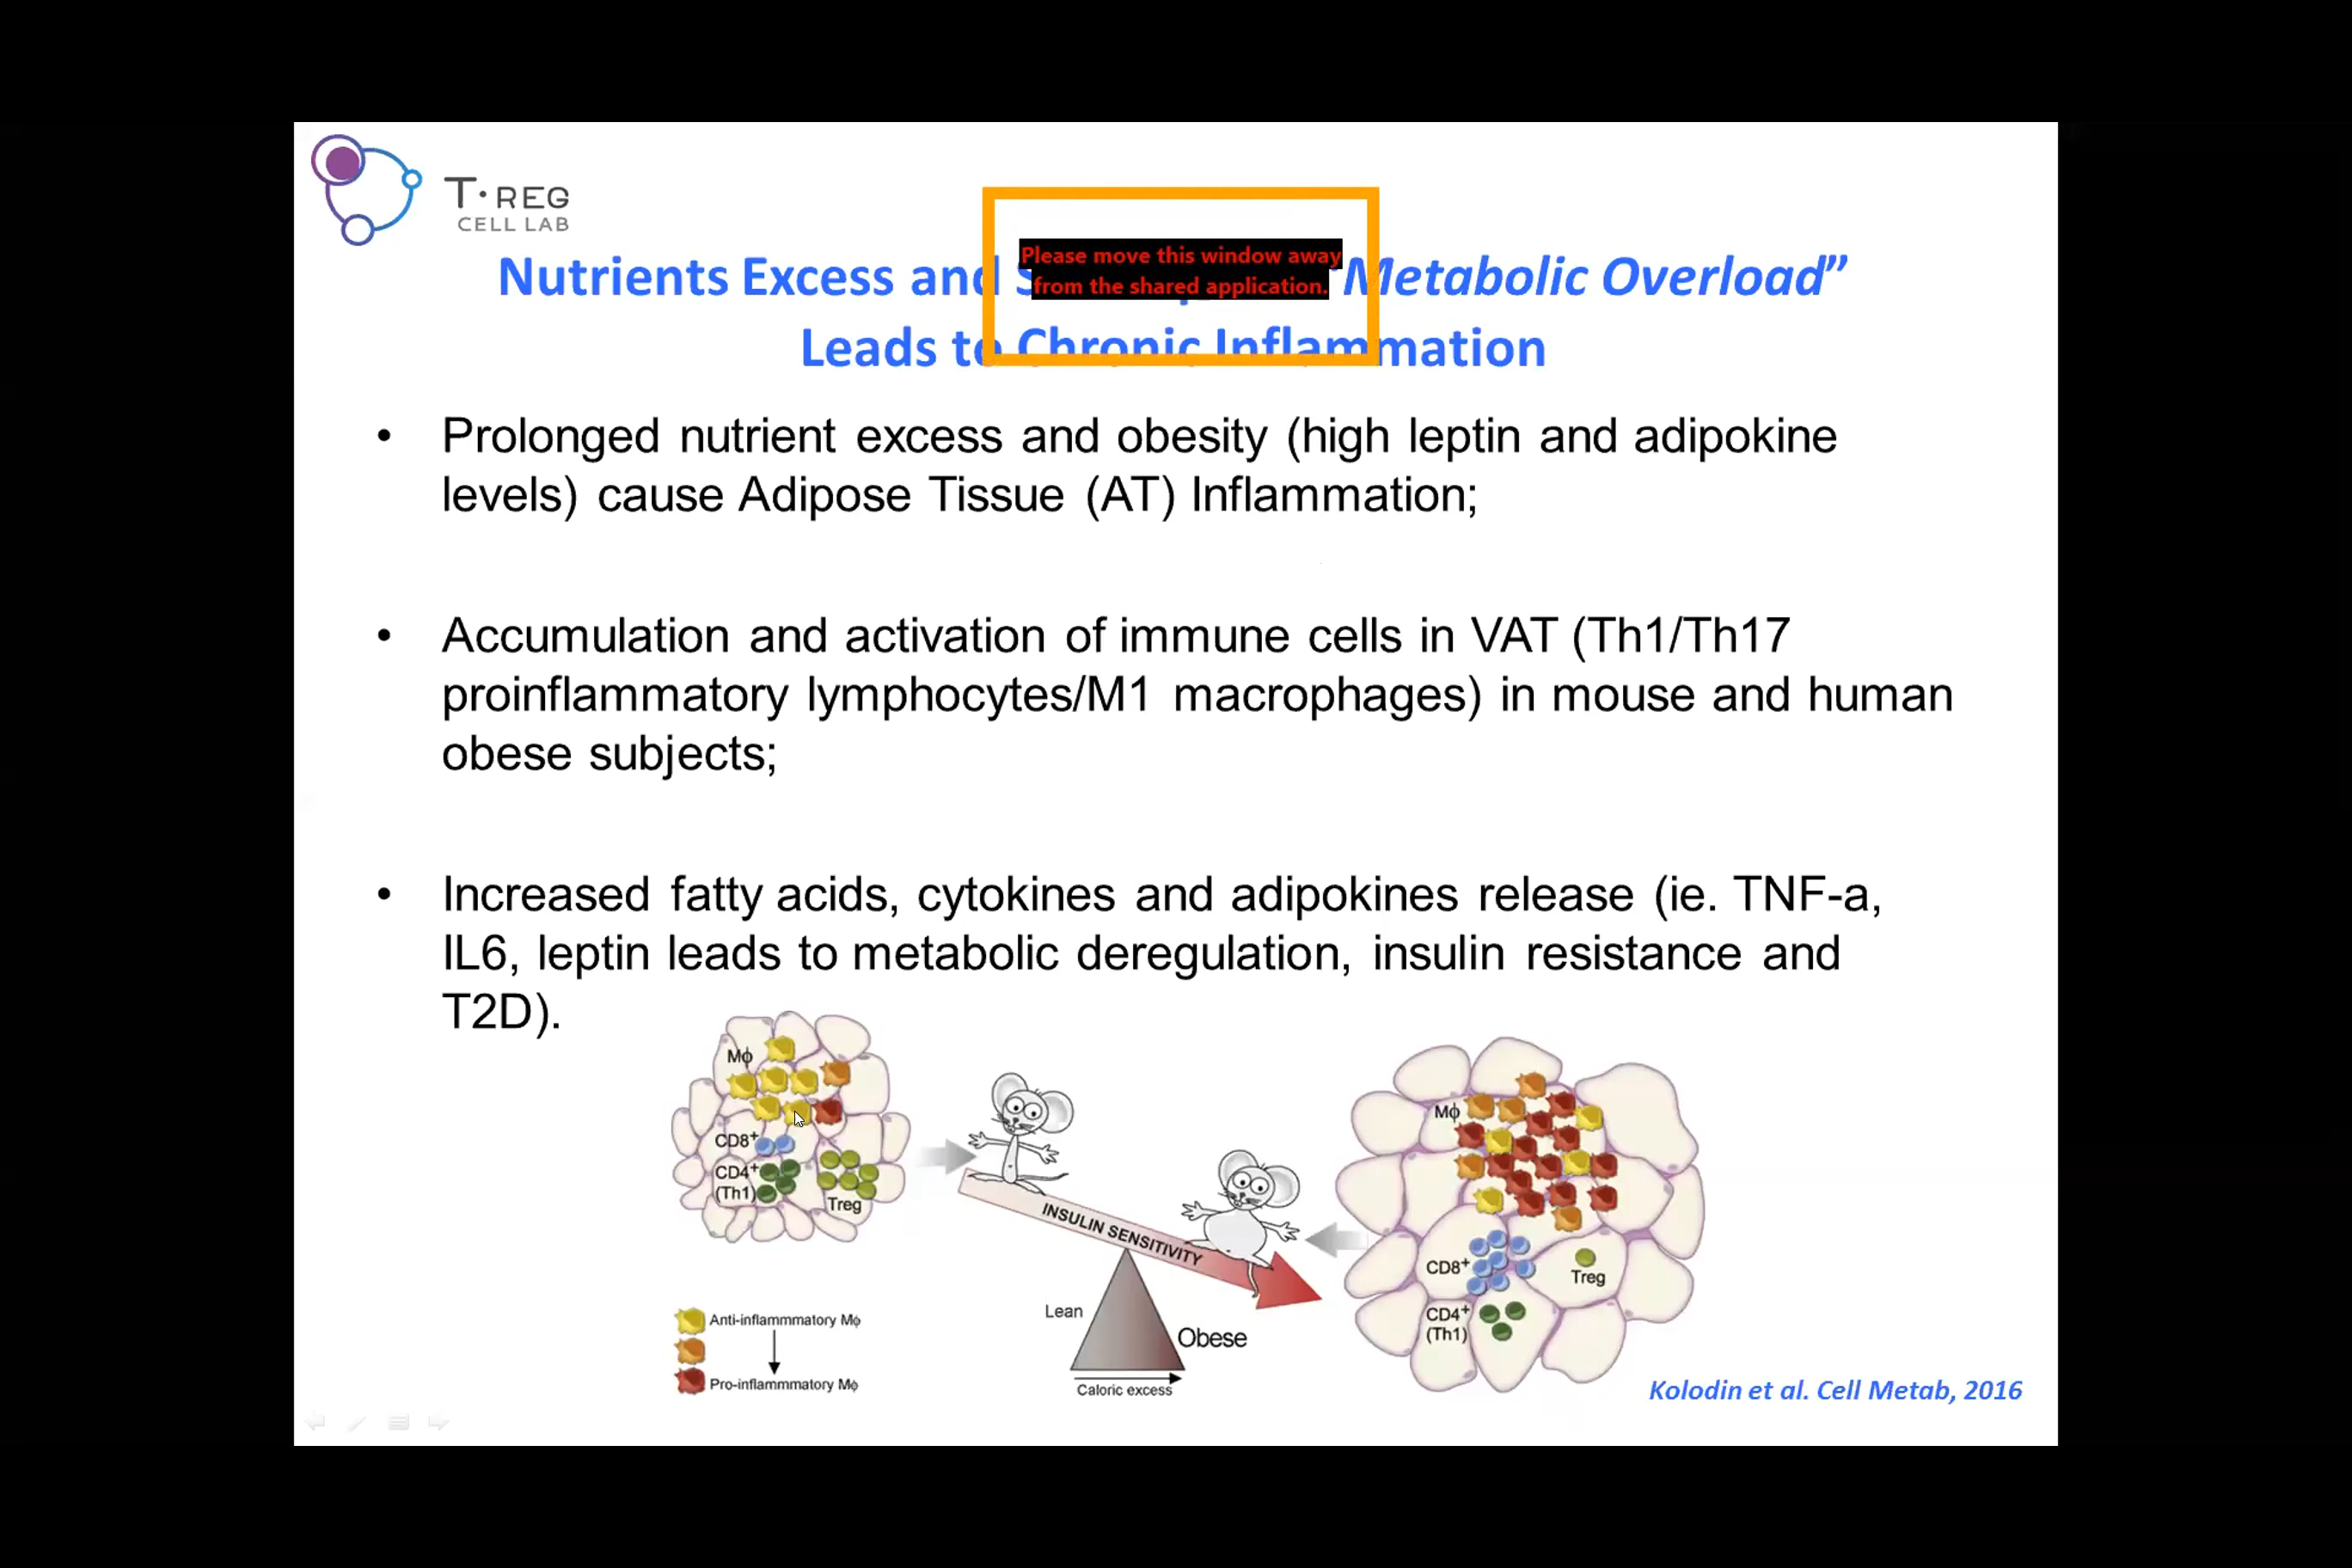 T·REG
CELL LAB
Please move this window away
from the shared application.
Nutrients Excess and "Metabolic Overload”
Leads to Chronic Inflammation
• Prolonged nutrient excess and obesity (high leptin and adipokine
levels) cause Adipose Tissue (AT) Inflammation;
• Accumulation and activation of immune cells in VAT (Th1/Th17
proinflammatory lymphocytes/M1 macrophages) in mouse and human
obese subjects;
• Increased fatty acids, cytokines and adipokines release (ie. TNF-a,
IL6, leptin leads to metabolic deregulation, insulin resistance and
T2D).
Mϕ
CD8⁺
CD4⁺
(Th1)
Treg
INSULIN SENSITIVITY
Lean
Obese
Caloric excess
Mϕ
CD8⁺
Treg
CD4⁺
(Th1)
Anti-inflammmatory Mϕ
Pro-inflammmatory Mϕ
Kolodin et al. Cell Metab, 2016